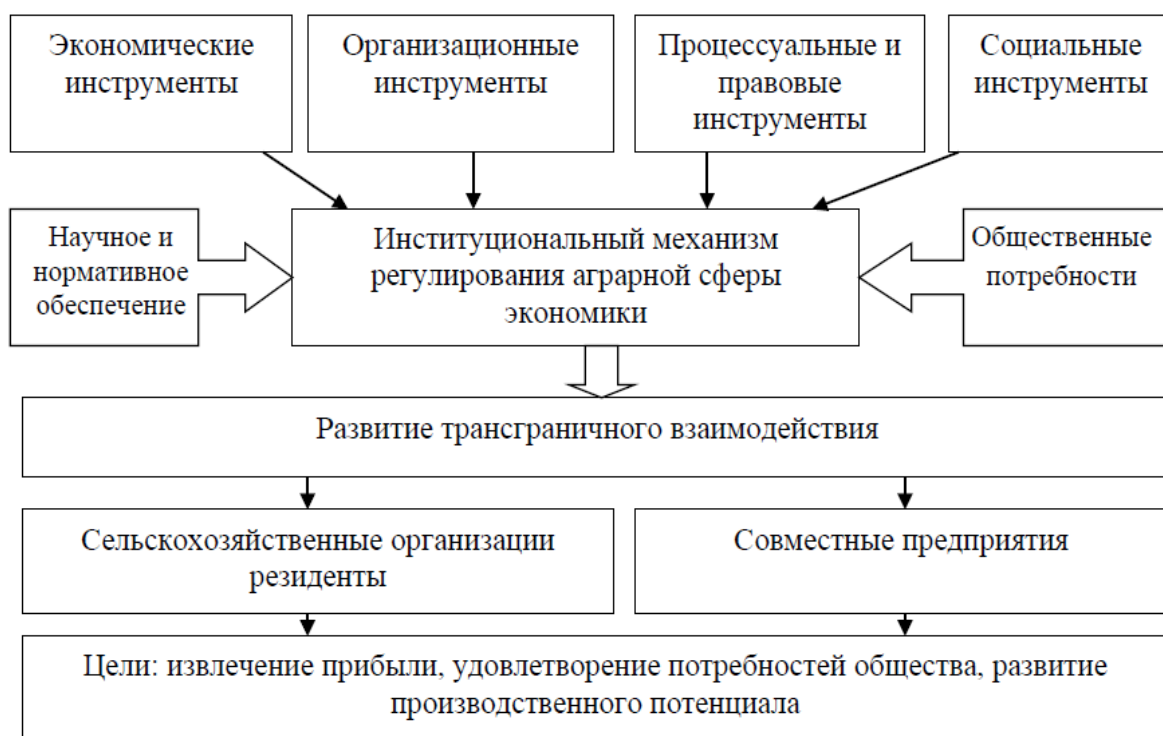 Экономические
инструменты
Организационные
инструменты
Процессуальные и
правовые
инструменты
Социальные
инструменты
Научное и
нормативное
обеспечение
Институциональный механизм
регулирования аграрной сферы
экономики
Общественные
потребности
Развитие трансграничного взаимодействия
Сельскохозяйственные организации
резиденты
Совместные предприятия
Цели: извлечение прибыли, удовлетворение потребностей общества, развитие
производственного потенциала